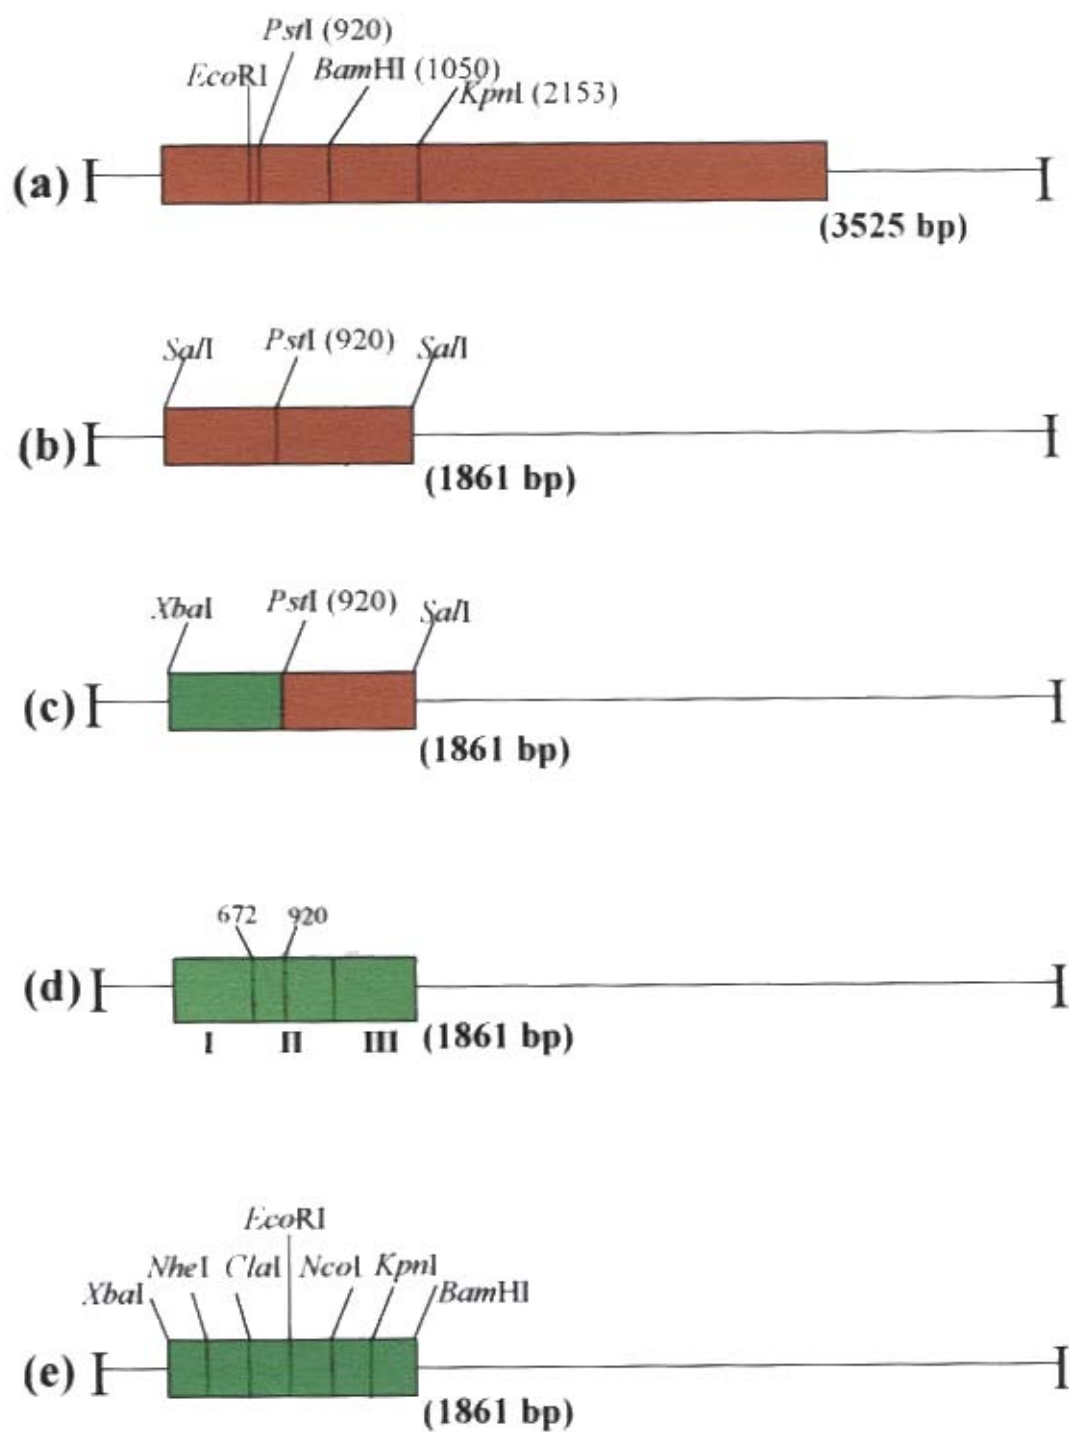 PstI (920)
EcoRI
BamHI (1050)
KpnI (2153)
(a)
(3525 bp)
SalI
PstI (920)
SalI
(b)
(1861 bp)
XbaI
PstI (920)
SalI
(c)
(1861 bp)
672
920
(d)
I
II
III
(1861 bp)
EcoRI
NheI
ClaI
NcoI
KpnI
XbaI
BamHI
(e)
(1861 bp)